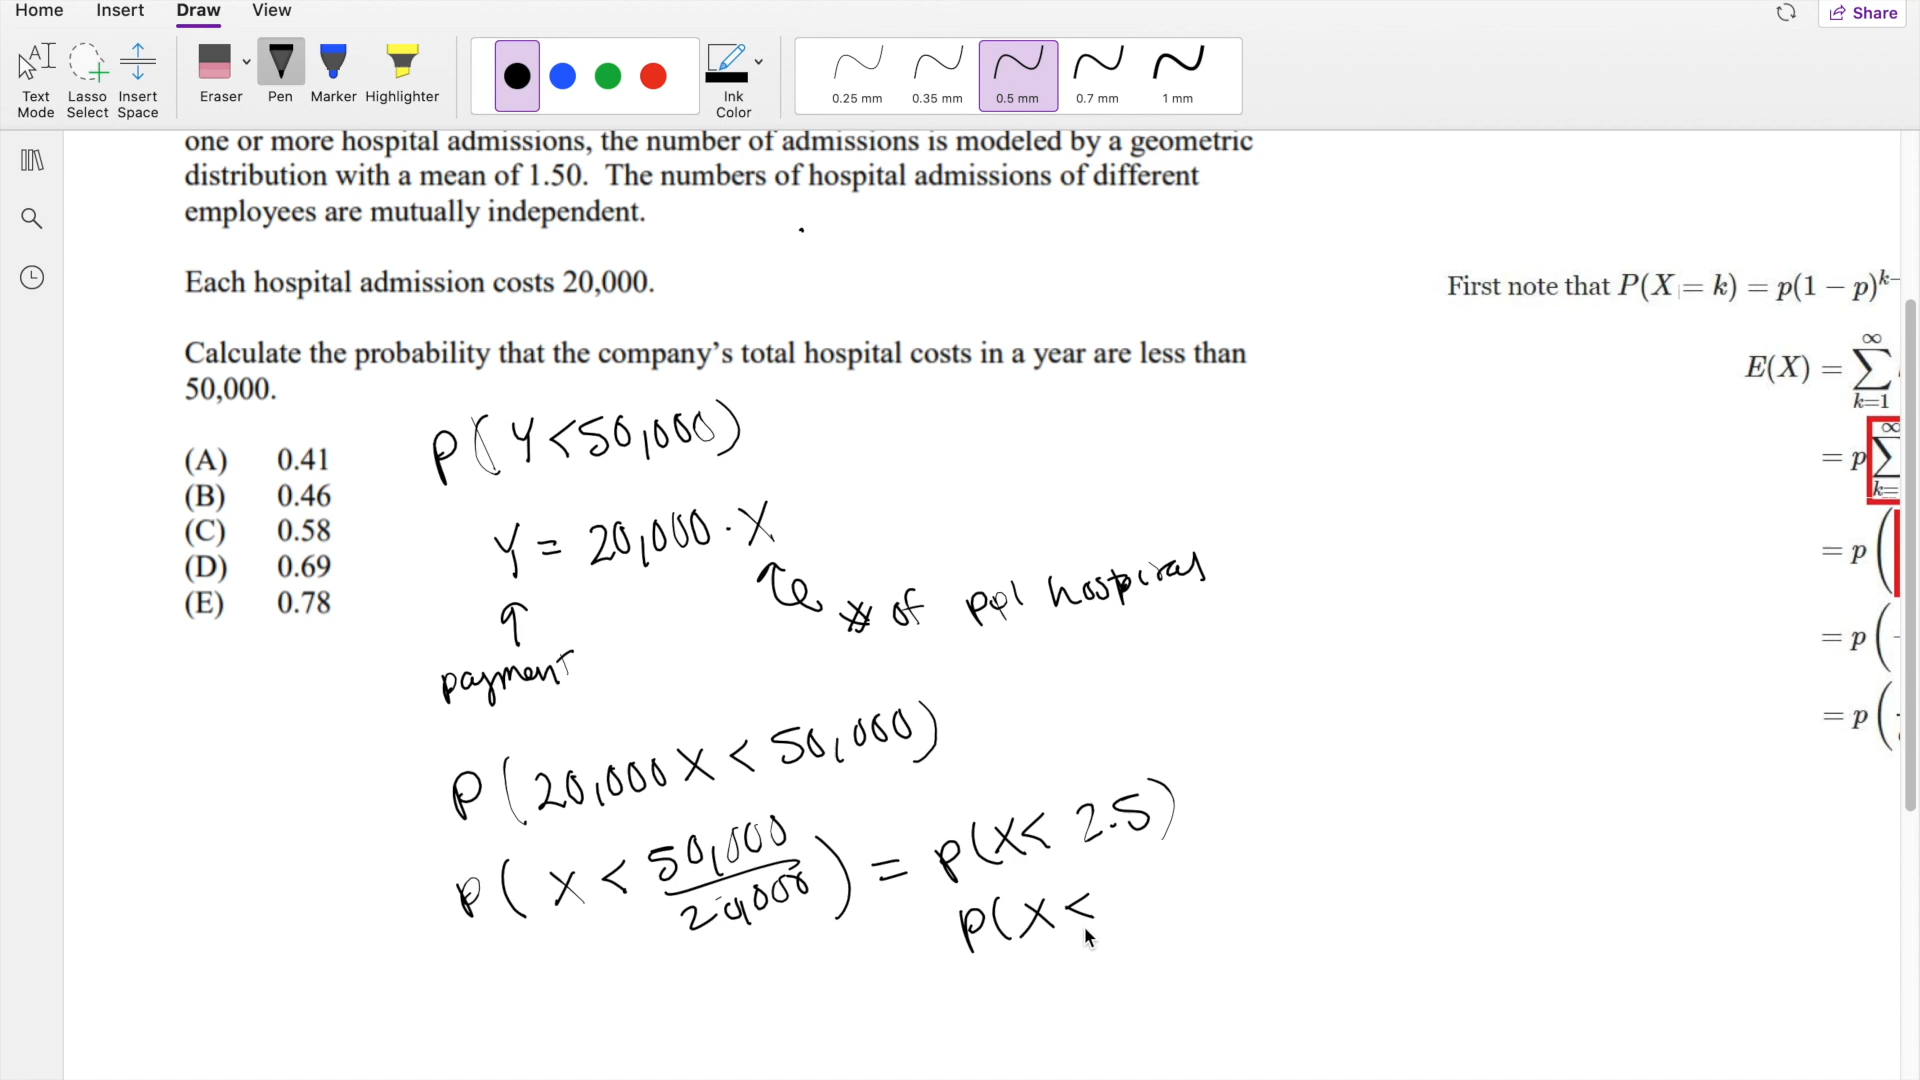 Home Insert Draw View Share
Text Mode Lasso Select Insert Space Eraser Pen Marker Highlighter Ink Color 0.25 mm 0.35 mm 0.5 mm 0.7 mm 1 mm
one or more hospital admissions, the number of admissions is modeled by a geometric
distribution with a mean of 1.50. The numbers of hospital admissions of different
employees are mutually independent.
Each hospital admission costs 20,000.
Calculate the probability that the company's total hospital costs in a year are less than
50,000.
(A) 0.41
(B) 0.46
(C) 0.58
(D) 0.69
(E) 0.78
P(Y<50,000)
Y = 20,000 · X
# of ppl
payment
P(20,000X < 50,000)
P(X < 50,000/20,000) = P(X< 2.5)
P(X <
First note that P(X = k) = p(1 − p)^k−
E(X) = ∑ k=1 ∞
= p ∑ k= ∞
= p (
= p (
= p (